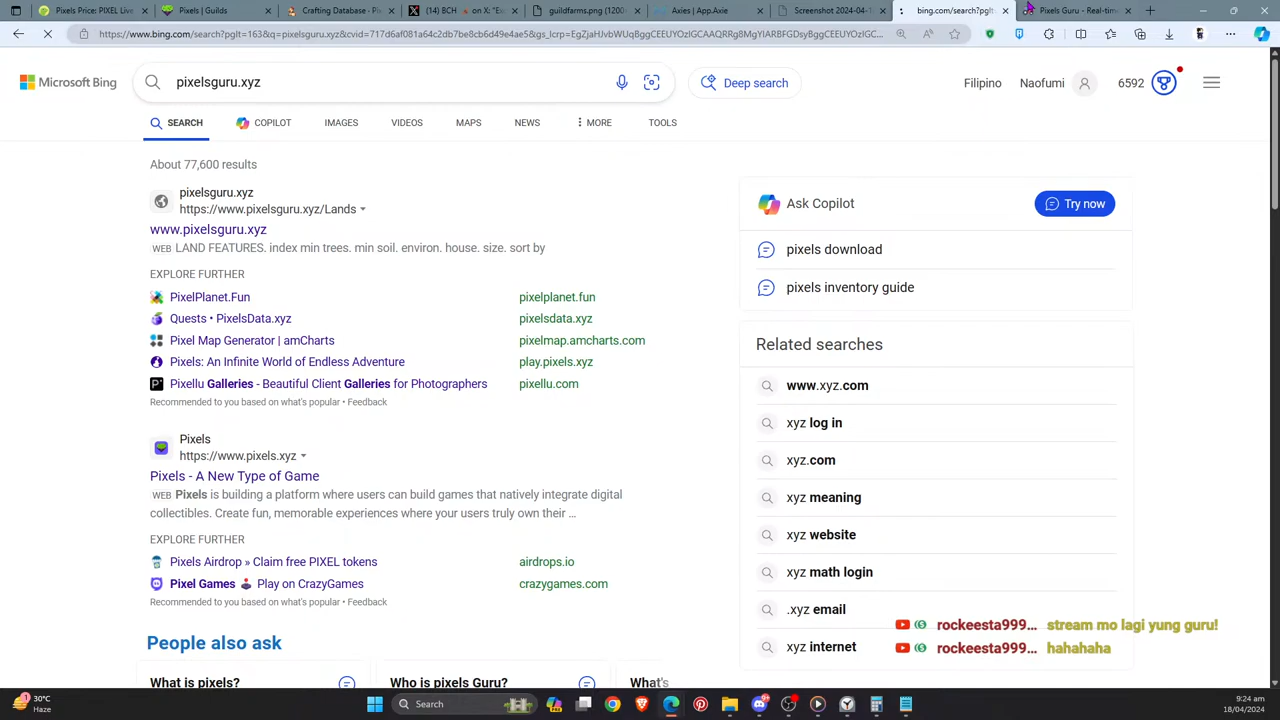 Pixels Price, Volume, Liquidity
Pixels | Guilds
Crafting Database - Pixe
(14) BCH on X: "Es
guildfarms.png (1200×
Axies | App.Axie
Screenshot 2024-04-1
bing.com/search?pglt=
Pixels Guru - Real-time
https://www.bing.com/search?pglt=163&q=pixelsguru.xyz&cvid=
Microsoft Bing
pixelsguru.xyz
Deep search
Filipino
Naofumi
6592
SEARCH
COPILOT
IMAGES
VIDEOS
MAPS
NEWS
MORE
TOOLS
About 77,600 results
pixelsguru.xyz
https://www.pixelsguru.xyz/Lands
www.pixelsguru.xyz
WEB LAND FEATURES. index min trees. min soil. environ. house. size. sort by
EXPLORE FURTHER
PixelPlanet.Fun pixelplanet.fun
Quests • PixelsData.xyz pixelsdata.xyz
Pixel Map Generator | amCharts pixelmap.amcharts.com
Pixels: An Infinite World of Endless Adventure play.pixels.xyz
Pixellu Galleries - Beautiful Client Galleries for Photographers pixellu.com
Recommended to you based on what's popular • Feedback
Pixels
https://www.pixels.xyz
Pixels - A New Type of Game
WEB Pixels is building a platform where users can build games that natively integrate digital
collectibles. Create fun, memorable experiences where your users truly own their ...
EXPLORE FURTHER
Pixels Airdrop » Claim free PIXEL tokens airdrops.io
Pixel Games Play on CrazyGames crazygames.com
Recommended to you based on what's popular • Feedback
People also ask
What is pixels?
Who is pixels Guru?
What's
Ask Copilot
Try now
pixels download
pixels inventory guide
Related searches
www.xyz.com
xyz log in
xyz.com
xyz meaning
xyz website
xyz math login
.xyz email
xyz internet
rockeesta999... stream mo lagi yung guru!
rockeesta999... hahahaha
30°C
Haze
Search
9:24 am
18/04/2024